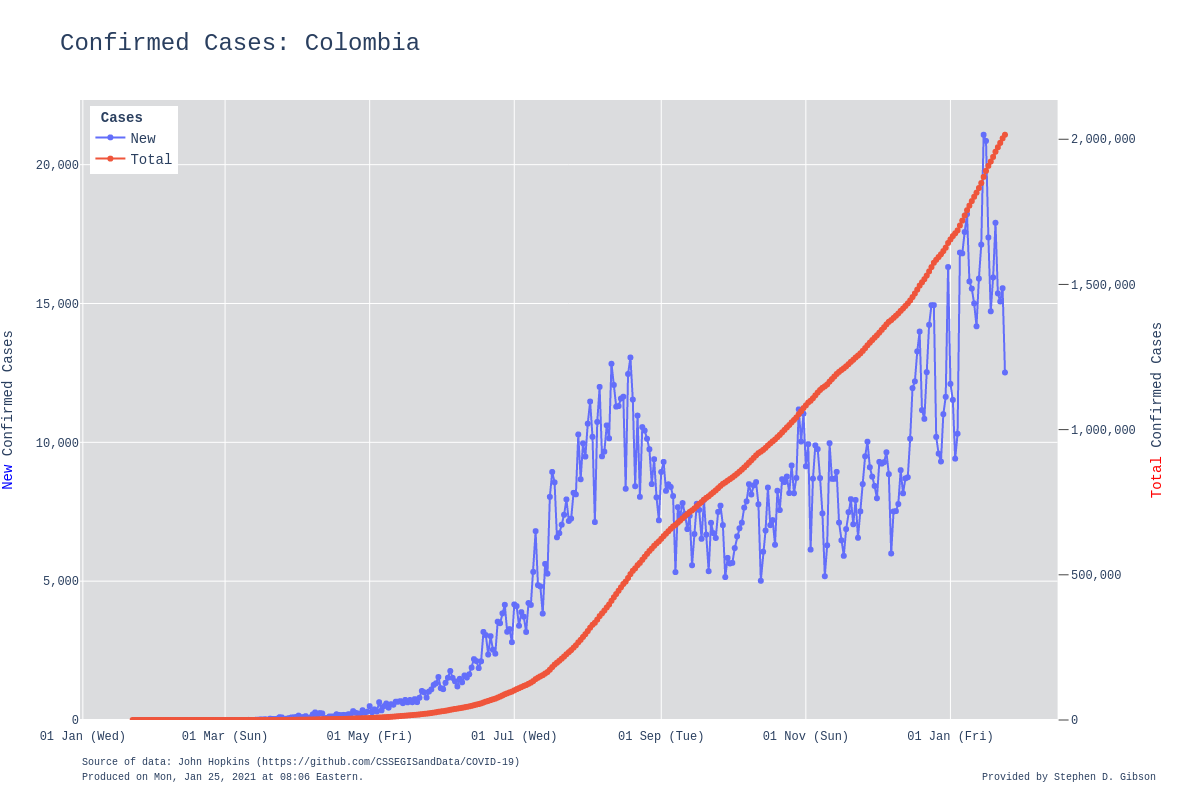 Confirmed Cases: Colombia
Cases
New
Total
20,000
15,000
10,000
5,000
0
2,000,000
1,500,000
1,000,000
500,000
0
New Confirmed Cases
Total Confirmed Cases
01 Jan (Wed) 01 Mar (Sun) 01 May (Fri) 01 Jul (Wed) 01 Sep (Tue) 01 Nov (Sun) 01 Jan (Fri)
Source of data: John Hopkins (https://github.com/CSSEGISandData/COVID-19)
Produced on Mon, Jan 25, 2021 at 08:06 Eastern.
Provided by Stephen D. Gibson